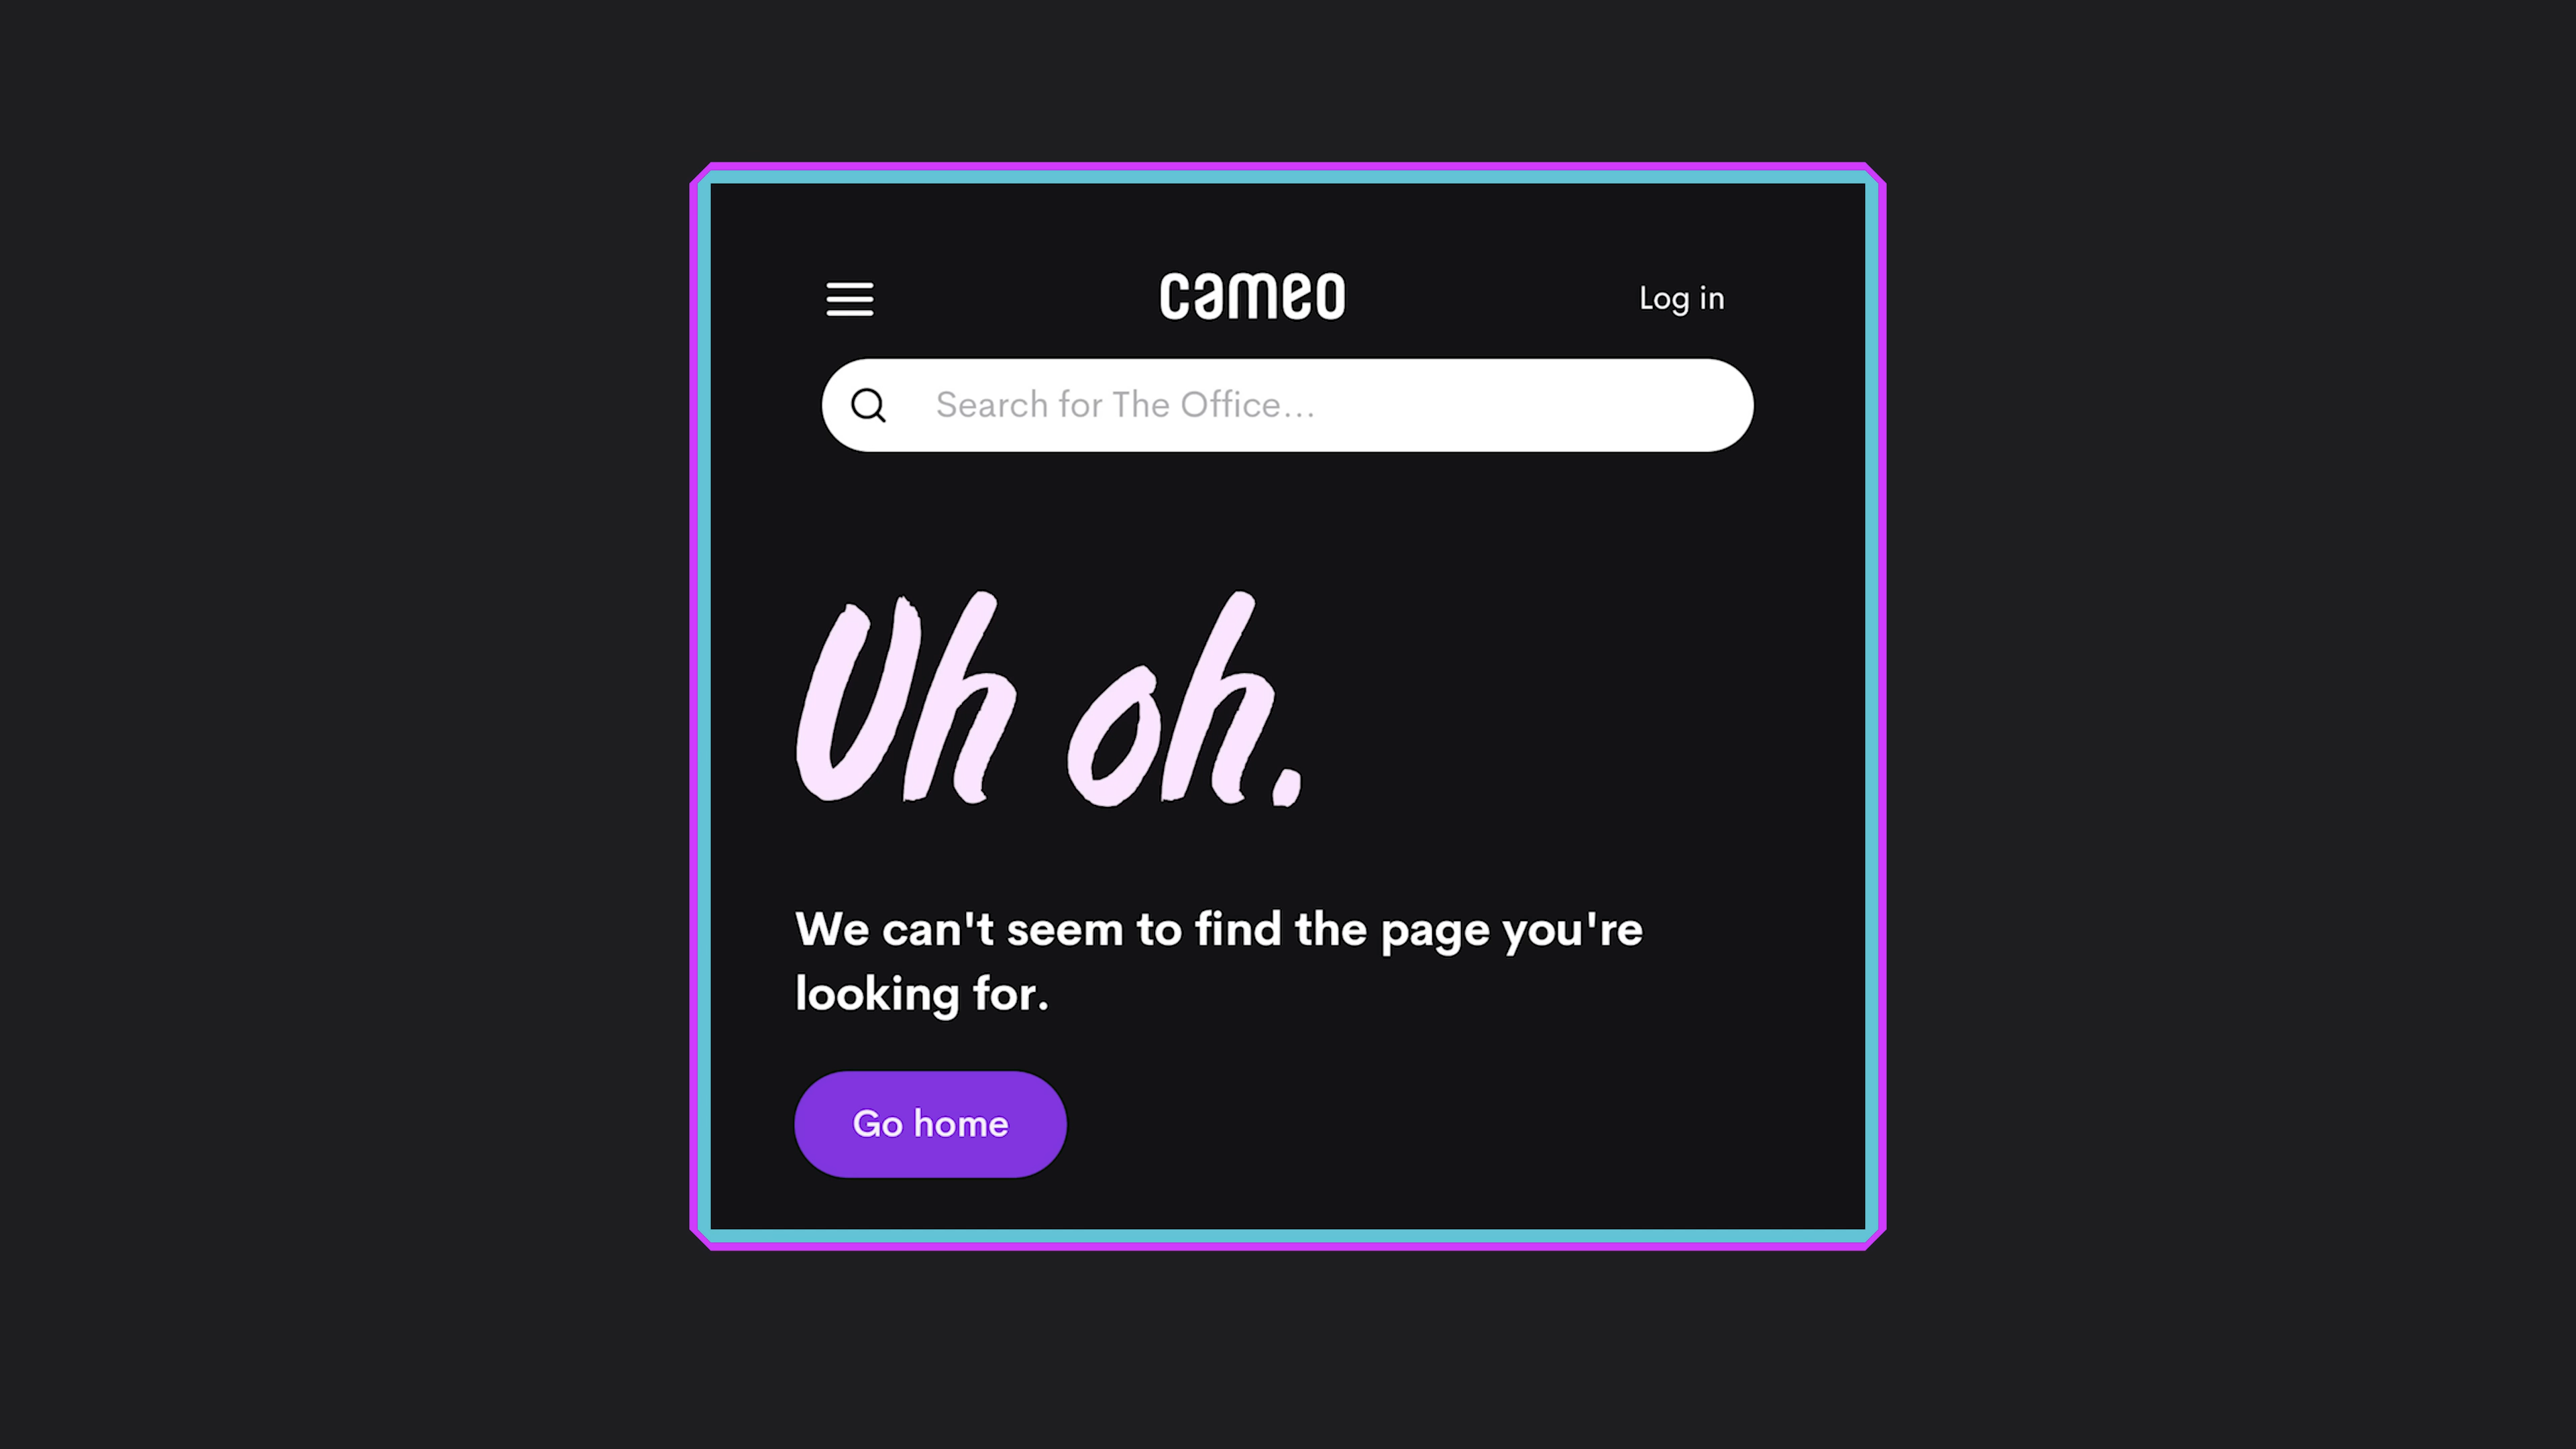 cameo
Log in
Search for The Office...
Uh oh.
We can't seem to find the page you're
looking for.
Go home